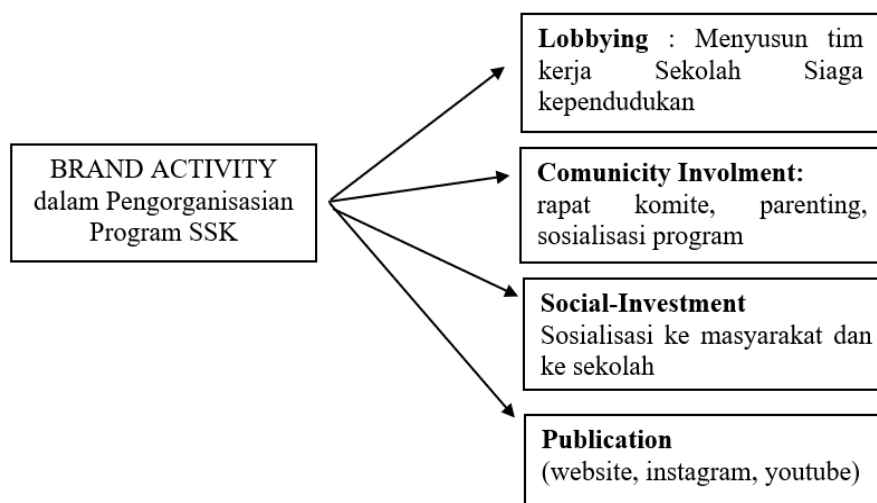 BRAND ACTIVITY
dalam Pengorganisasian
Program SSK
Lobbying : Menyusun tim
kerja Sekolah Siaga
kependudukan
Comunicity Involment:
rapat komite, parenting,
sosialisasi program
Social-Investment
Sosialisasi ke masyarakat dan
ke sekolah
Publication
(website, instagram, youtube)